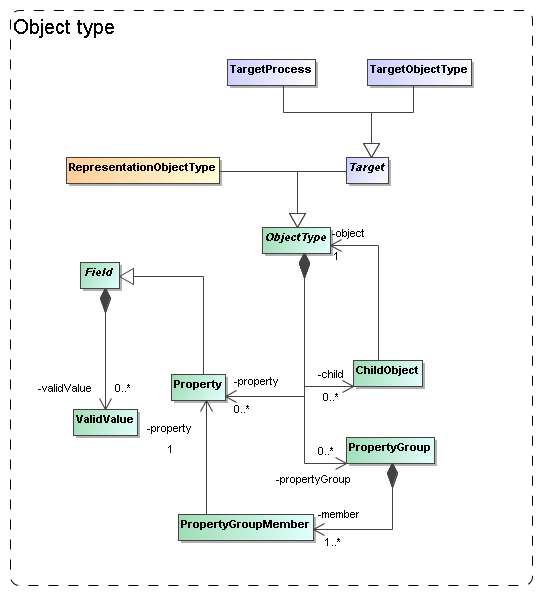 Object type
TargetProcess
TargetObjectType
RepresentationObjectType
Target
ObjectType
-object
1
Field
ChildObject
-child
0..*
Property
-property
0..*
-validValue
0..*
ValidValue
-property
1
0..*
PropertyGroup
-propertyGroup
PropertyGroupMember
-member
1..*